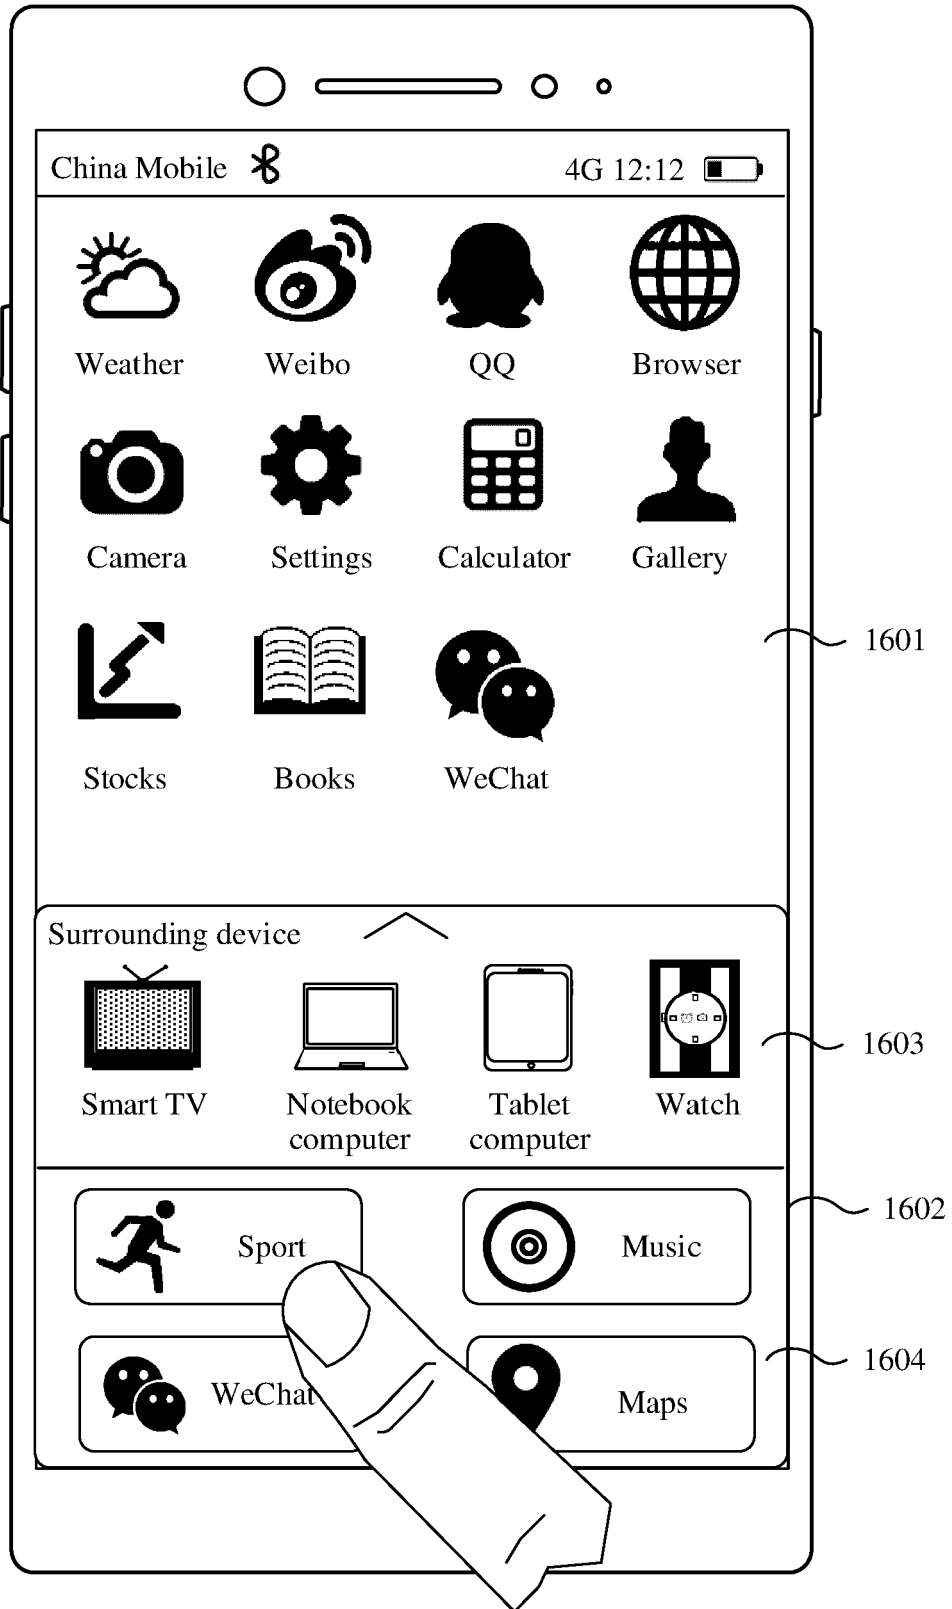 China Mobile 4G 12:12
Weather Weibo QQ Browser
Camera Settings Calculator Gallery
1601
Stocks Books WeChat
Surrounding device
1603
Smart TV Notebook computer Tablet computer Watch
1602
Sport Music
1604
WeChat Maps